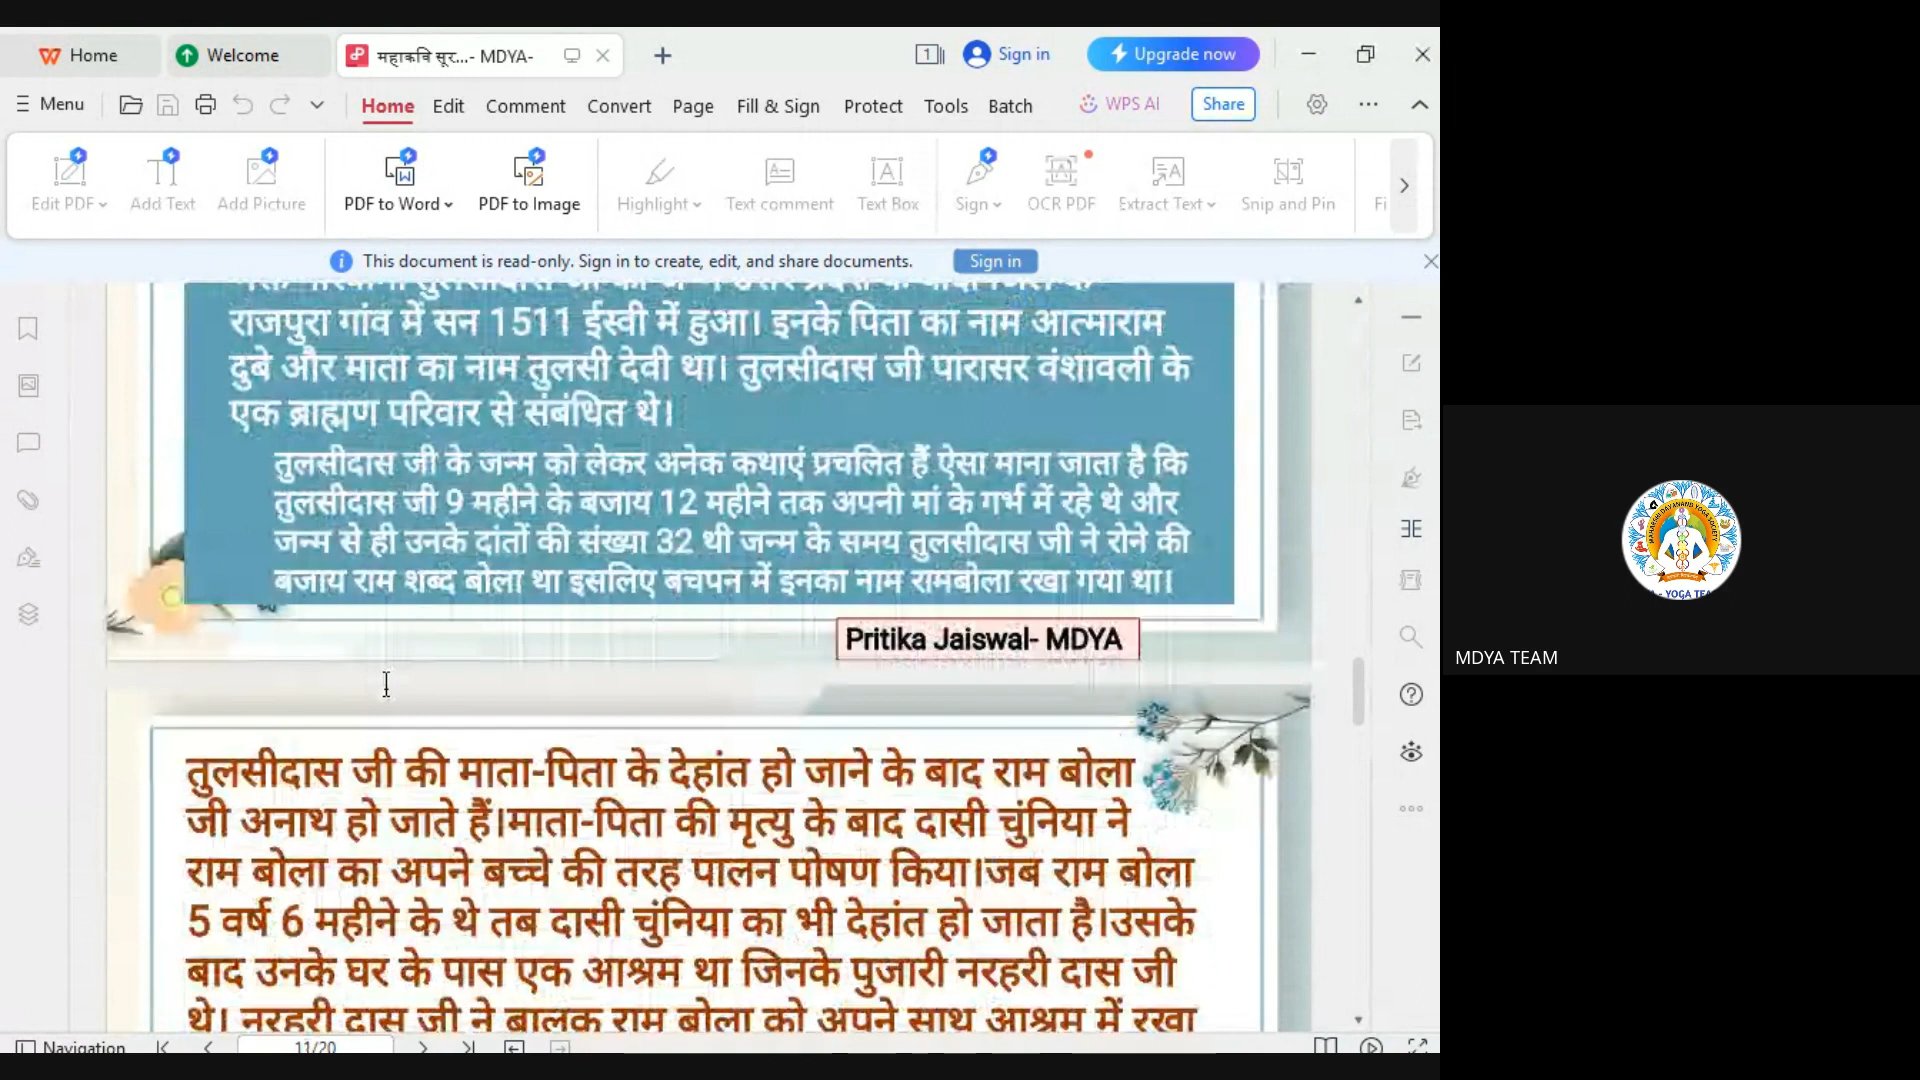 Home
Welcome
महाकवि सूर...- MDYA-
Sign in
Upgrade now
Menu
Home
Edit
Comment
Convert
Page
Fill & Sign
Protect
Tools
Batch
WPS AI
Share
Edit PDF
Add Text
Add Picture
PDF to Word
PDF to Image
Highlight
Text comment
Text Box
Sign
OCR PDF
Extract Text
Snip and Pin
Fi
This document is read-only. Sign in to create, edit, and share documents.
Sign in
राजपुरा गांव में सन 1511 ईस्वी में हुआ। इनके पिता का नाम आत्माराम
दुबे और माता का नाम तुलसी देवी था। तुलसीदास जी पारासर वंशावली के
एक ब्राह्मण परिवार से संबंधित थे।
तुलसीदास जी के जन्म को लेकर अनेक कथाएं प्रचलित हैं ऐसा माना जाता है कि
तुलसीदास जी 9 महीने के बजाय 12 महीने तक अपनी मां के गर्भ में रहे थे और
जन्म से ही उनके दांतों की संख्या 32 थी जन्म के समय तुलसीदास जी ने रोने की
बजाय राम शब्द बोला था इसलिए बचपन में इनका नाम रामबोला रखा गया था।
Pritika Jaiswal- MDYA
तुलसीदास जी की माता-पिता के देहांत हो जाने के बाद राम बोला
जी अनाथ हो जाते हैं।माता-पिता की मृत्यु के बाद दासी चुंनिया ने
राम बोला का अपने बच्चे की तरह पालन पोषण किया।जब राम बोला
5 वर्ष 6 महीने के थे तब दासी चुंनिया का भी देहांत हो जाता है।उसके
बाद उनके घर के पास एक आश्रम था जिनके पुजारी नरहरी दास जी
थे। नरहरी दास जी ने बालक राम बोला को अपने साथ आश्रम में रखा
Navigation
11/20
MDYA TEAM